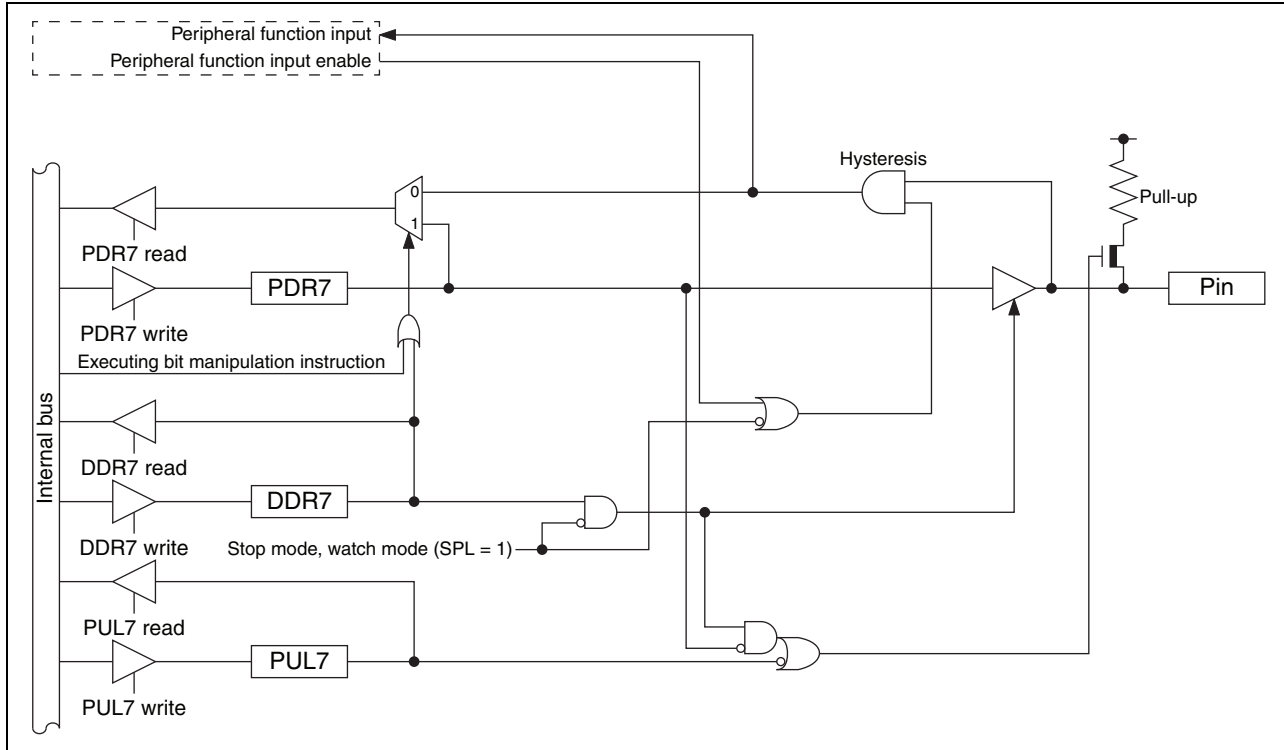 Peripheral function input
Peripheral function input enable
Hysteresis
0
Pull-up
1
PDR7 read
PDR7
Pin
PDR7 write
Executing bit manipulation instruction
Internal bus
DDR7 read
DDR7
DDR7 write
Stop mode, watch mode (SPL = 1)
PUL7 read
PUL7
PUL7 write